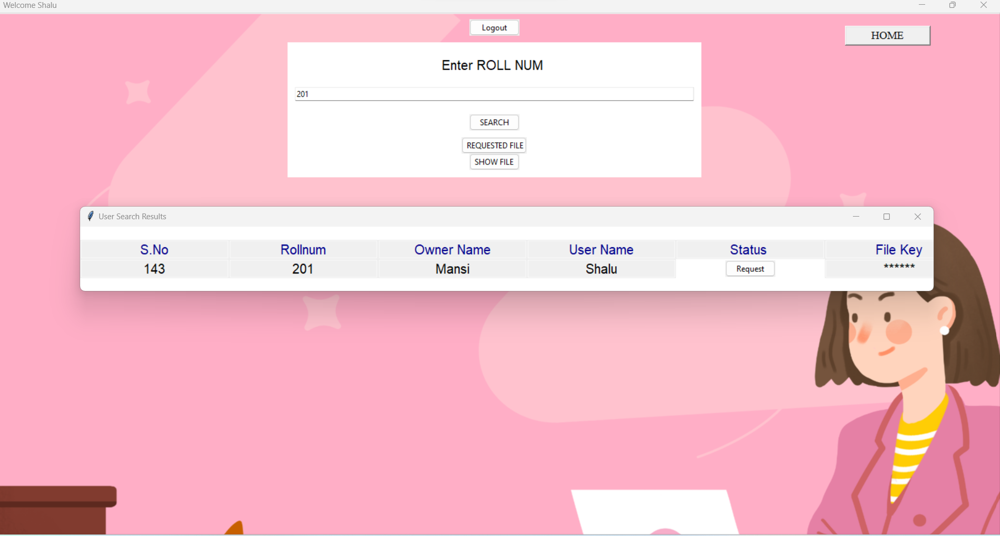 Welcome Shalu
Logout
HOME
Enter ROLL NUM
201
SEARCH
REQUESTED FILE
SHOW FILE
User Search Results
S.No Rollnum Owner Name User Name Status File Key
143 201 Mansi Shalu Request ******